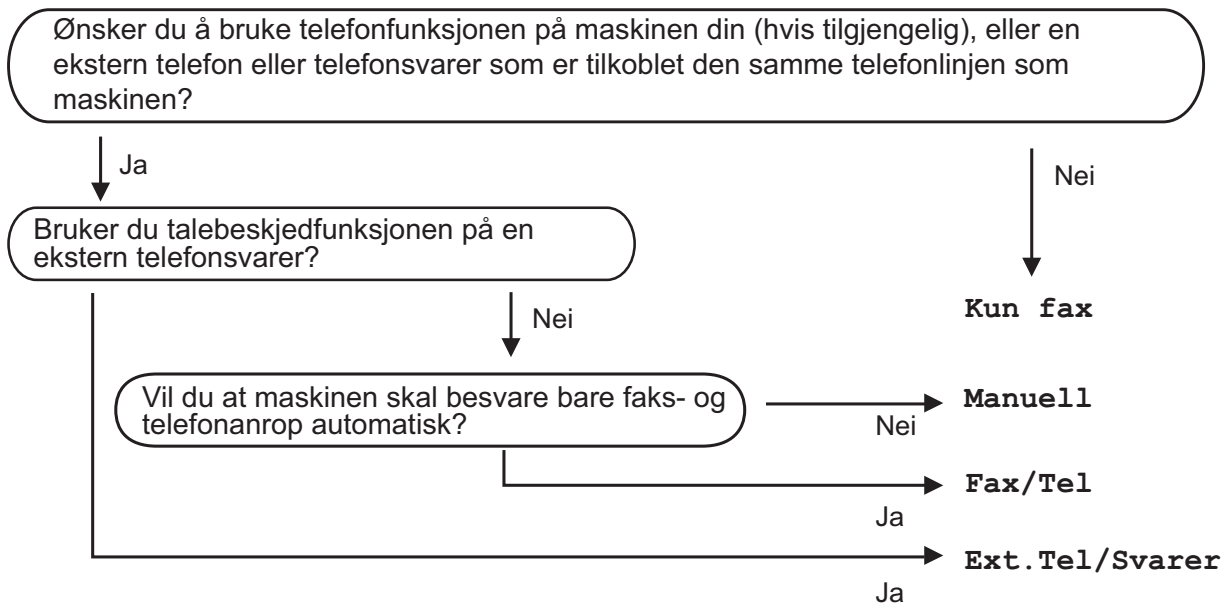 Ønsker du å bruke telefonfunksjonen på maskinen din (hvis tilgjengelig), eller en
ekstern telefon eller telefonsvarer som er tilkoblet den samme telefonlinjen som
maskinen?
Ja
Nei
Bruker du talebeskjedfunksjonen på en
ekstern telefonsvarer?
Kun fax
Nei
Vil du at maskinen skal besvare bare faks- og
telefonanrop automatisk?
Manuell
Nei
Fax/Tel
Ja
Ext.Tel/Svarer
Ja